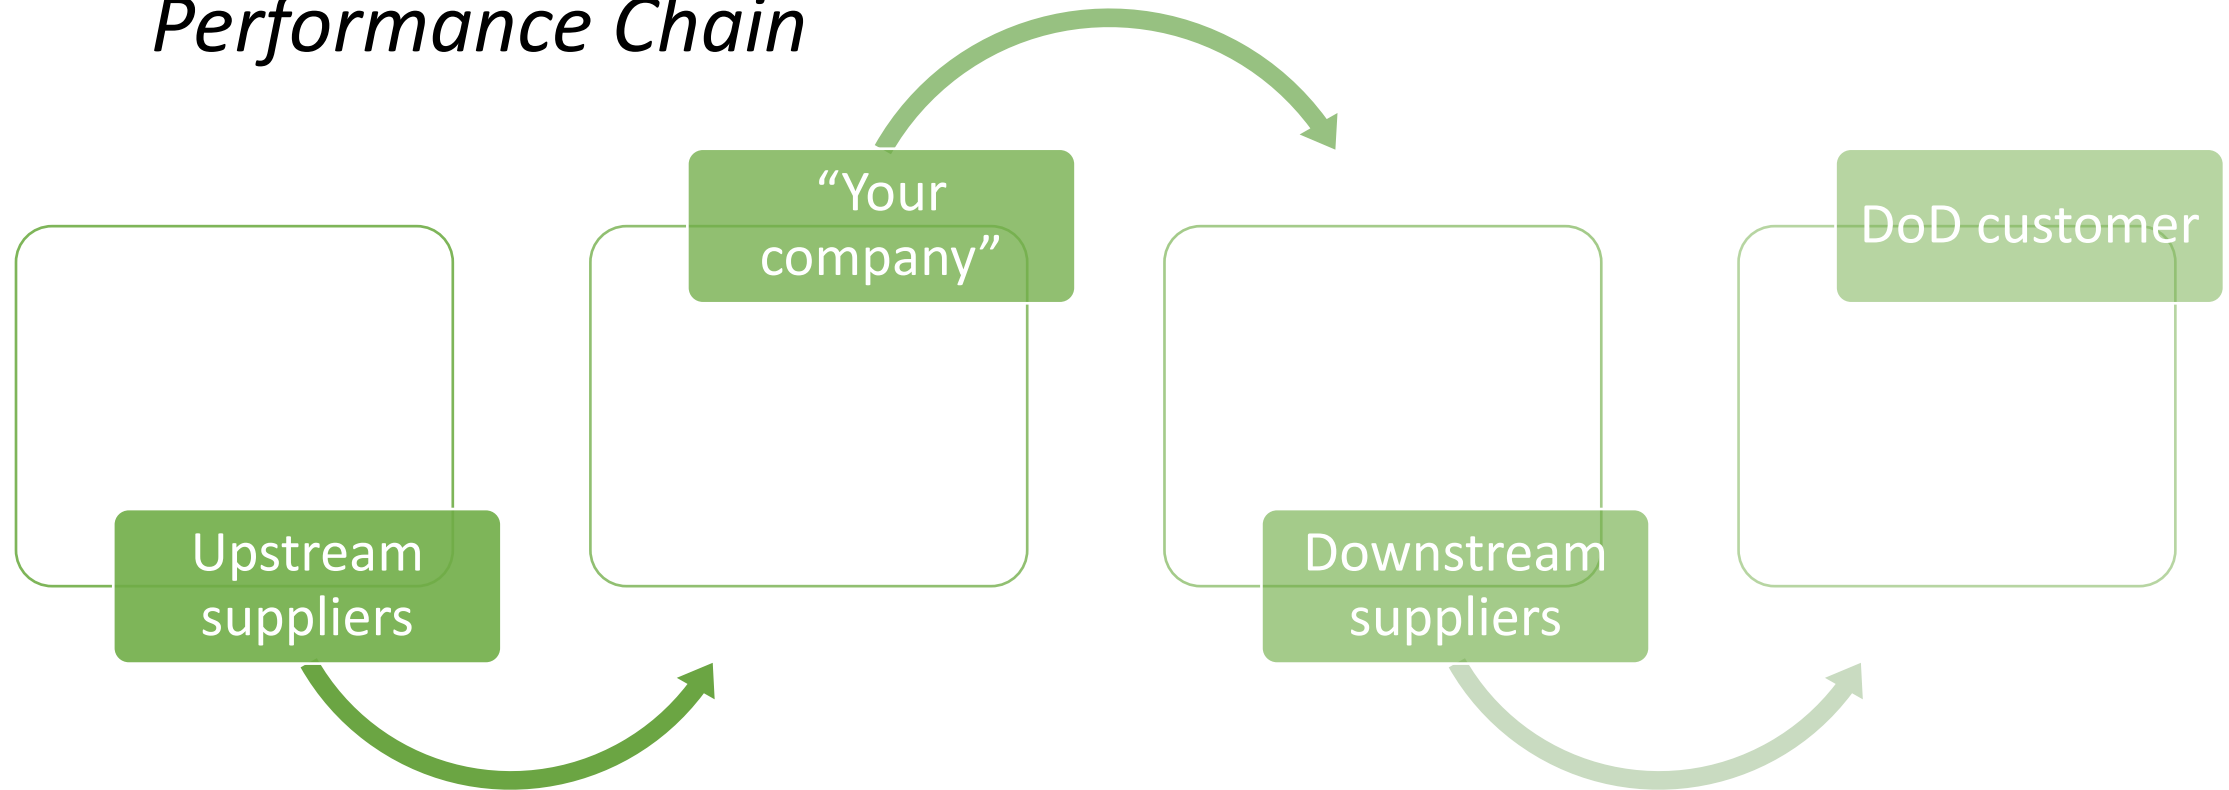 Performance Chain
“Your
company”
DoD customer
Upstream
suppliers
Downstream
suppliers